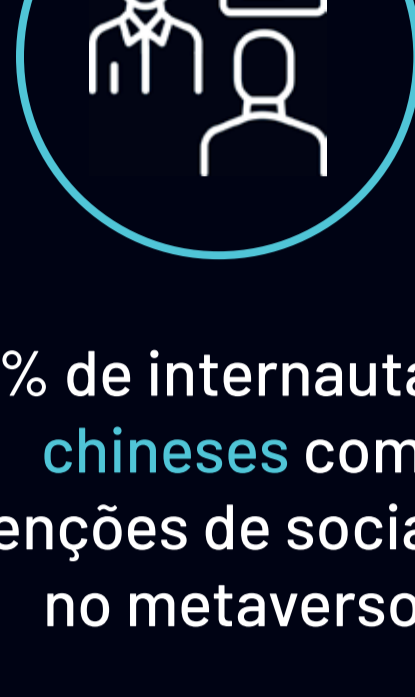 % de internauta
chineses com
enções de socia
no metaverso